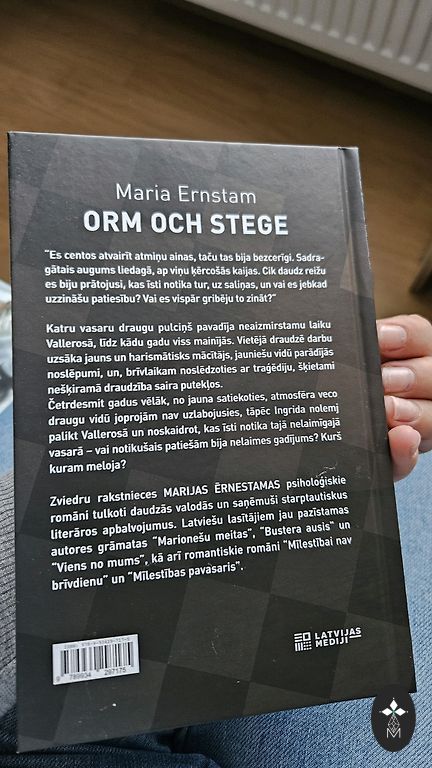 Maria Ernstam
ORM OCH STEGE
"Es centos atvairīt atmiņu ainas, taču tas bija bezcerīgi. Sadra-
gātais augums liedagā, ap viņu ķērcošās kaijas. Cik daudz reižu
es biju prātojusi, kas īsti notika tur, uz saliņas, un vai es jebkad
uzzināšu patiesību? Vai es vispār gribēju to zināt?"
Katru vasaru draugu pulciņš pavadīja neaizmirstamu laiku
Vallerosā, līdz kādu gadu viss mainījās. Vietējā draudzē darbu
uzsāka jauns un harismātisks mācītājs, jauniešu vidū parādījās
noslēpumi, un, brīvlaikam noslēdzoties ar traģēdiju, šķietami
nešķiramā draudzība saira putekļos.
Četrdesmit gadus vēlāk, no jauna satiekoties, atmosfēra veco
draugu vidū joprojām nav uzlabojusies, tāpēc Ingrida nolemj
palikt Vallerosā un noskaidrot, kas īsti notika tajā nelaimīgajā
vasarā – vai notikušais patiešām bija nelaimes gadījums? Kurš
kuram meloja?
Zviedru rakstnieces MARIJAS ĒRNESTAMAS psiholoģiskie
romāni tulkoti daudzās valodās un saņēmuši starptautiskus
literāros apbalvojumus. Latviešu lasītājiem jau pazīstamas
autores grāmatas "Marionešu meitas", "Bustera ausis" un
"Viens no mums", kā arī romantiskie romāni "Mīlestībai nav
brīvdienu" un "Mīlestības pavasaris".
9 789934 297175
LATVIJAS
MEDIJI